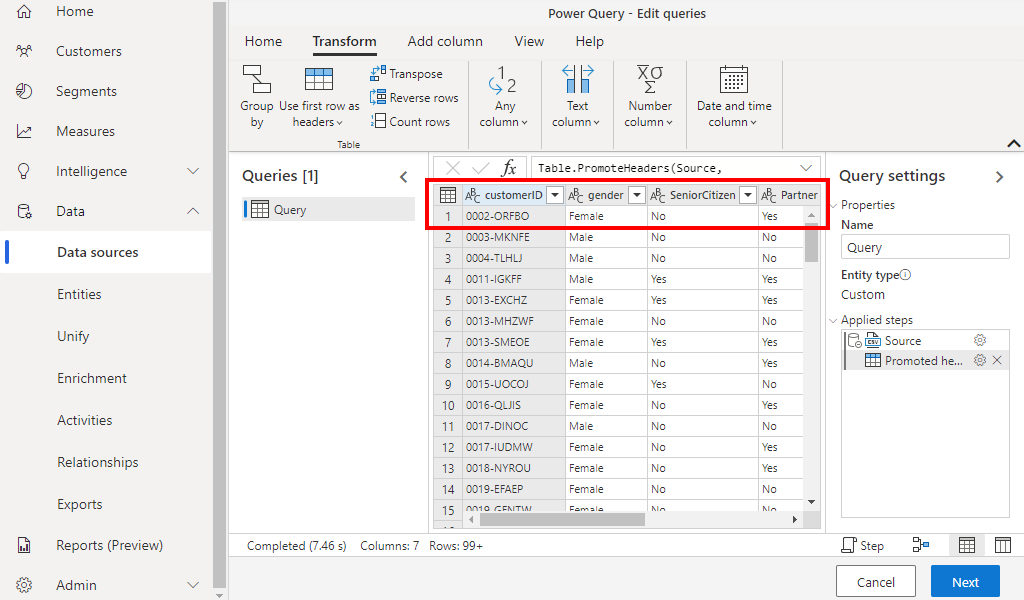 Power Query - Edit queries
Home
Customers
Segments
Measures
Intelligence
Data
Data sources
Entities
Unify
Enrichment
Activities
Relationships
Exports
Reports (Preview)
Admin
Home Transform Add column View Help
Group by
Use first row as headers
Transpose
Reverse rows
Count rows
Table
1 2
Any column
Text column
XσΣ
Number column
Date and time column
Queries [1]
Query
fx Table.PromoteHeaders(Source,
ABC customerID ABC gender ABC SeniorCitizen ABC Partner
1 0002-ORFBO Female No Yes
2 0003-MKNFE Male No No
3 0004-TLHLJ Male No No
4 0011-IGKFF Male Yes Yes
5 0013-EXCHZ Female Yes Yes
6 0013-MHZWF Female No No
7 0013-SMEOE Female Yes Yes
8 0014-BMAQU Male No Yes
9 0015-UOCOJ Female Yes No
10 0016-QLJIS Female No Yes
11 0017-DINOC Male No No
12 0017-IUDMW Female No Yes
13 0018-NYROU Female No Yes
14 0019-EFAEP Female No No
15 0019-GFNTW Female No No
Query settings
Properties
Name
Query
Entity type
Custom
Applied steps
CSV Source
Promoted he...
Completed (7.46 s) Columns: 7 Rows: 99+
Step
Cancel Next